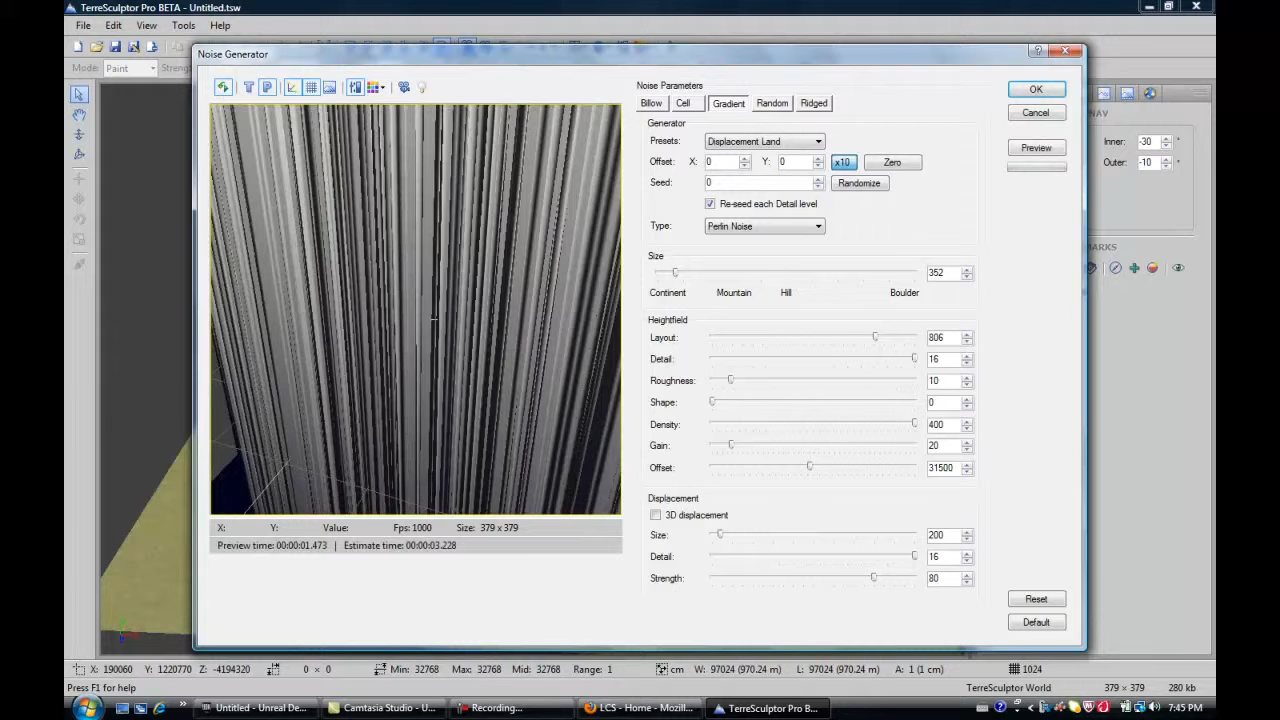 TerreSculptor Pro BETA - Untitled.tsw
File Edit View Tools Help
Mode: Paint Strengt
Noise Generator
Noise Parameters
Billow Cell Gradient Random Ridged
OK
Cancel
Preview
Generator
Presets: Displacement Land
Offset: X: 0 Y: 0 x10 Zero
Seed: 0 Randomize
Re-seed each Detail level
Type: Perlin Noise
Size
352
Continent Mountain Hill Boulder
Heightfield
Layout: 806
Detail: 16
Roughness: 10
Shape: 0
Density: 400
Gain: 20
Offset: 31500
Displacement
3D displacement
Size: 200
Detail: 16
Strength: 80
Reset
Default
X: Y: Value: Fps: 1000 Size: 379 x 379
Preview time: 00:00:01.473 | Estimate time: 00:00:03.228
NAV
Inner: -30 °
Outer: -10 °
MARKS
X: 190060 Y: 1220770 Z: -4194320 0 × 0 Min: 32768 Max: 32768 Mid: 32768 Range: 1 cm W: 97024 (970.24 m) L: 97024 (970.24 m) A: 1 (1 cm) 1024
Press F1 for help TerreSculptor World 379 × 379 280 kb
Untitled - Unreal De... Camtasia Studio - U... Recording... LCS - Home - Mozill... TerreSculptor Pro B... 7:45 PM